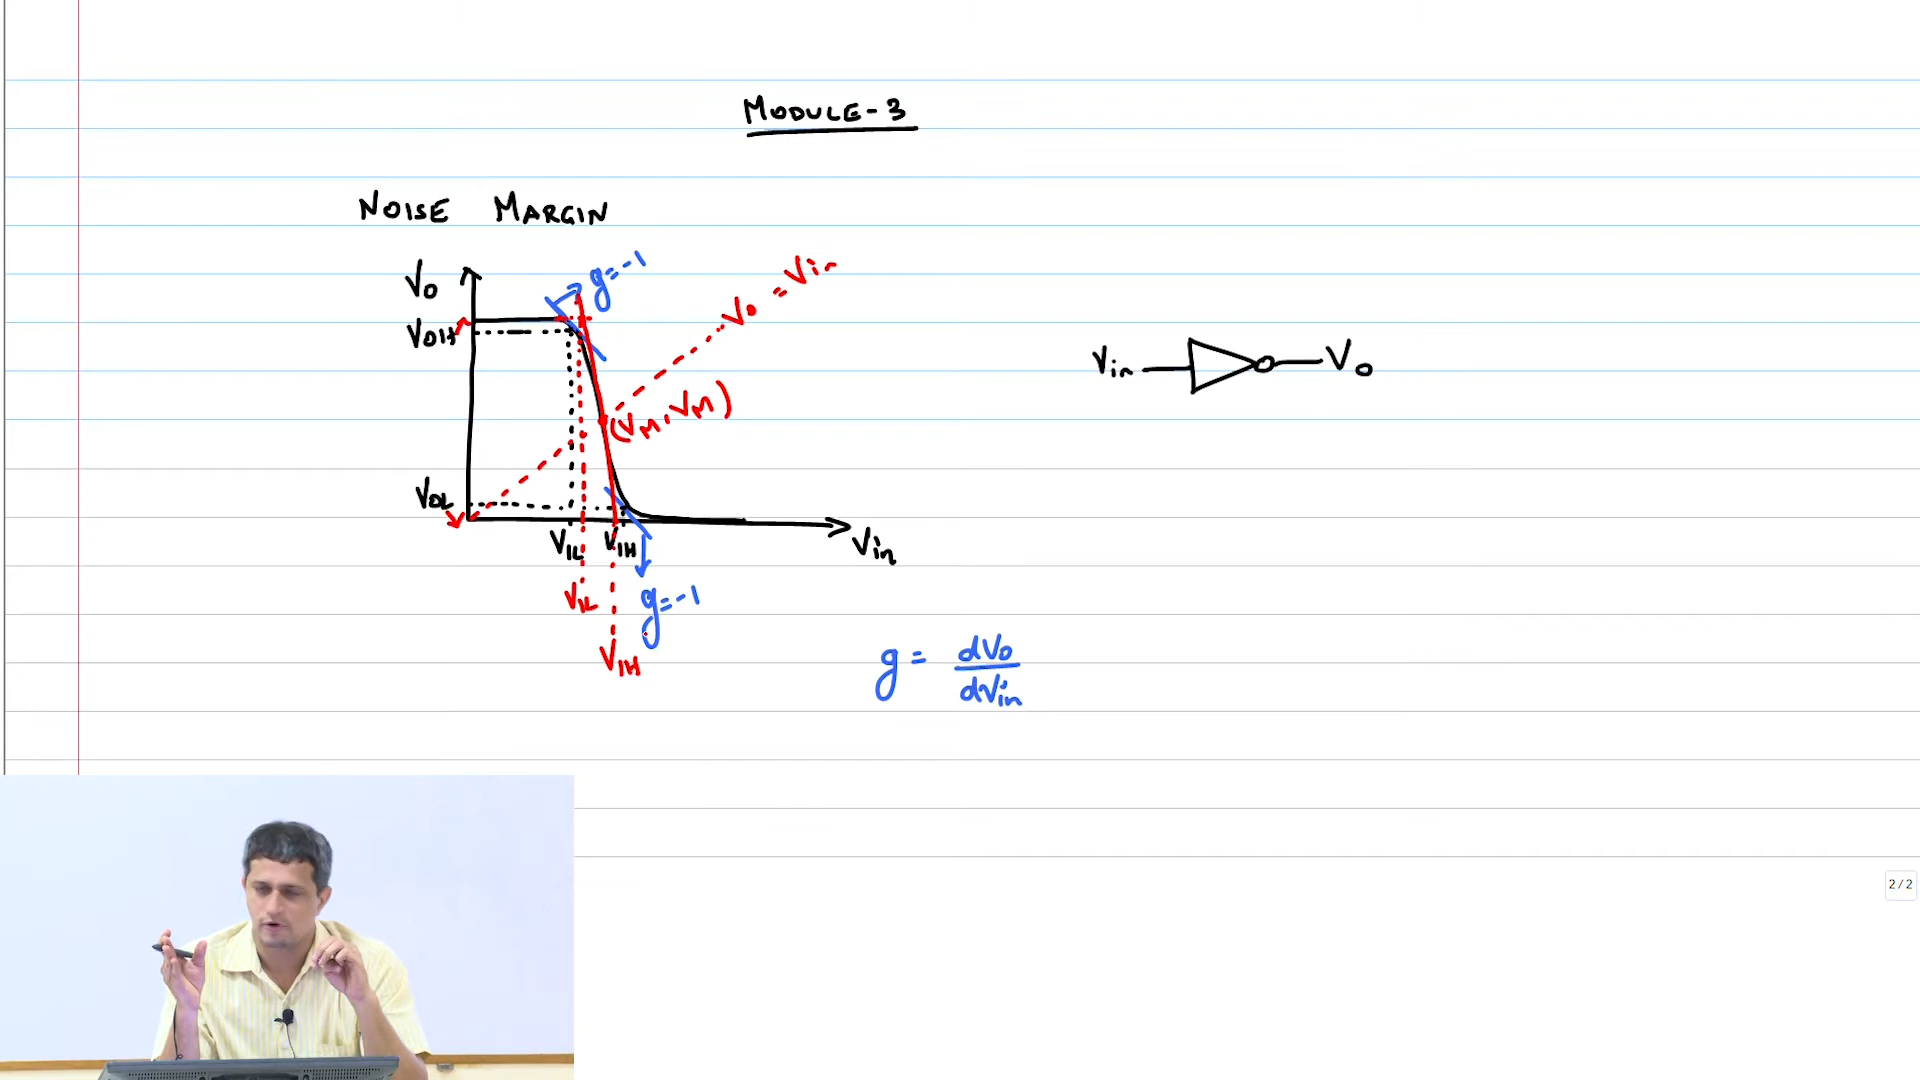 MODULE-3
NOISE MARGIN
g=-1
Vo = Vin
Vo
VOH
(VM, VM)
Vin
Vo
VOL
VIL
VIH
Vin
VIL
g=-1
VIH
g = dVo
dVin
2 / 2